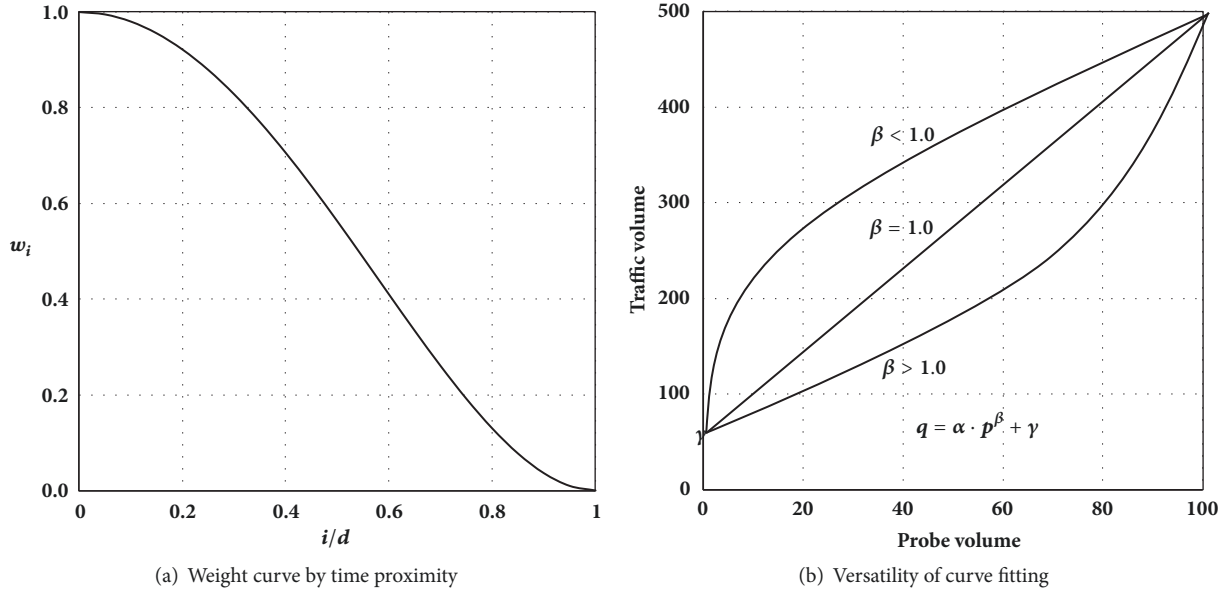 1.0
0.8
0.6
0.4
0.2
0.0
wᵢ
0 0.2 0.4 0.6 0.8 1
i/d
(a) Weight curve by time proximity
500
400
300
200
100
0
Traffic volume
γ
β < 1.0
β = 1.0
β > 1.0
q = α · p^β + γ
0 20 40 60 80 100
Probe volume
(b) Versatility of curve fitting